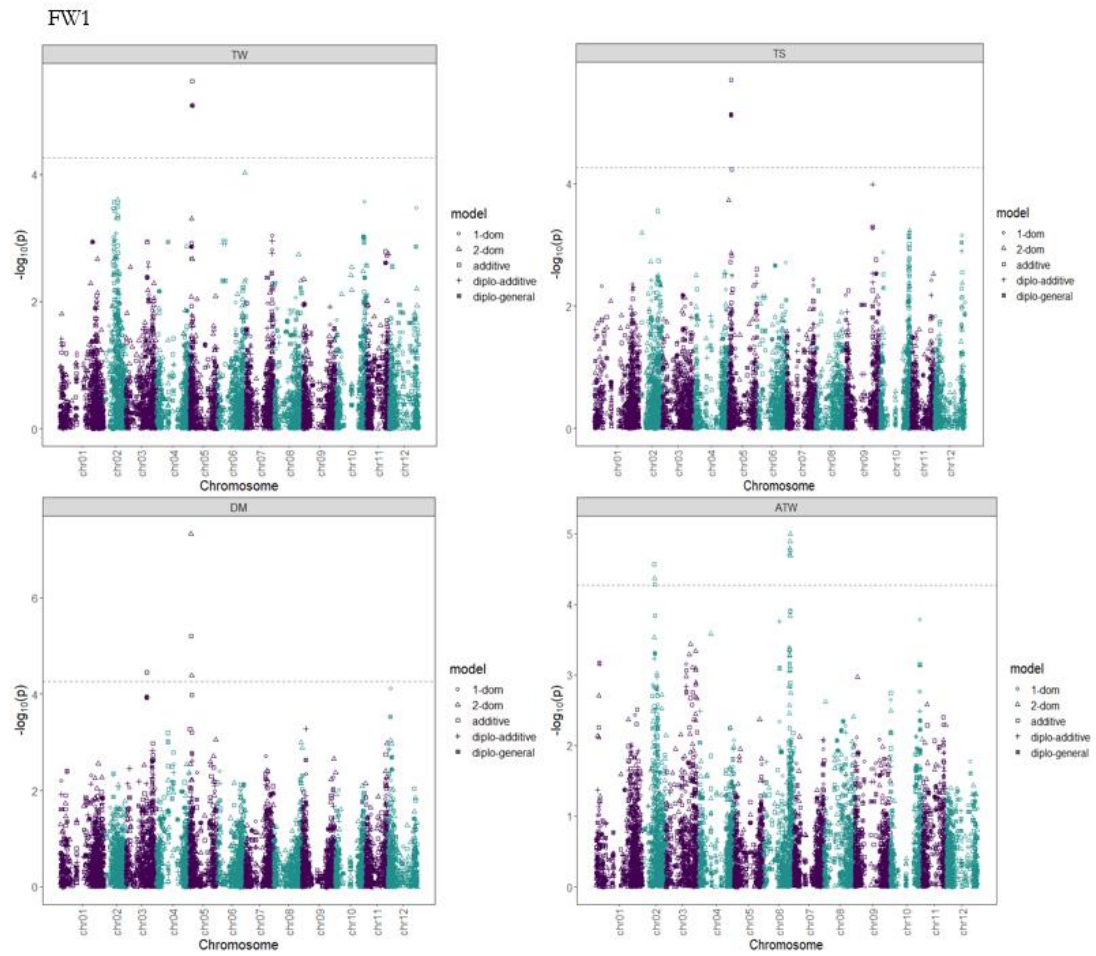 FW1
TW
-log10(p)
4
2
0
chr01
chr02
chr03
chr04
chr05
chr06
chr07
chr08
chr09
chr10
chr11
chr12
Chromosome
model
1-dom
2-dom
additive
diplo-additive
diplo-general
TS
-log10(p)
4
2
0
chr01
chr02
chr03
chr04
chr05
chr06
chr07
chr08
chr09
chr10
chr11
chr12
Chromosome
model
1-dom
2-dom
additive
diplo-additive
diplo-general
DM
-log10(p)
6
4
2
0
chr01
chr02
chr03
chr04
chr05
chr06
chr07
chr08
chr09
chr10
chr11
chr12
Chromosome
model
1-dom
2-dom
additive
diplo-additive
diplo-general
ATW
-log10(p)
5
4
3
2
1
0
chr01
chr02
chr03
chr04
chr05
chr06
chr07
chr08
chr09
chr10
chr11
chr12
Chromosome
model
1-dom
2-dom
additive
diplo-additive
diplo-general